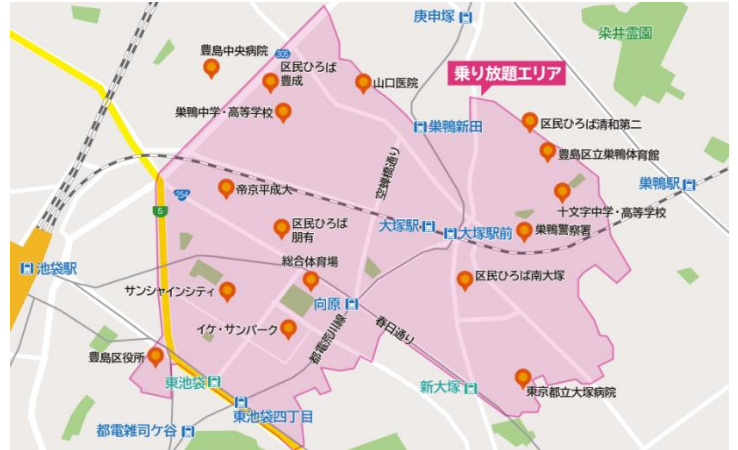 庚申塚
染井霊園
豊島中央病院
305
区民ひろば
豊成
山口医院
乗り放題エリア
巣鴨中学・高等学校
巣鴨新田
区民ひろば清和第二
豊島区立巣鴨体育館
空蝉橋通り
巣鴨駅
254
帝京平成大
十文字中学・高等学校
5
区民ひろば
朋有
大塚駅
大塚駅前
巣鴨警察署
池袋駅
総合体育場
区民ひろば南大塚
サンシャインシティ
向原
イケ・サンパーク
都電荒川線
春日通り
豊島区役所
東池袋
新大塚
東京都立大塚病院
東池袋四丁目
都電雑司ケ谷